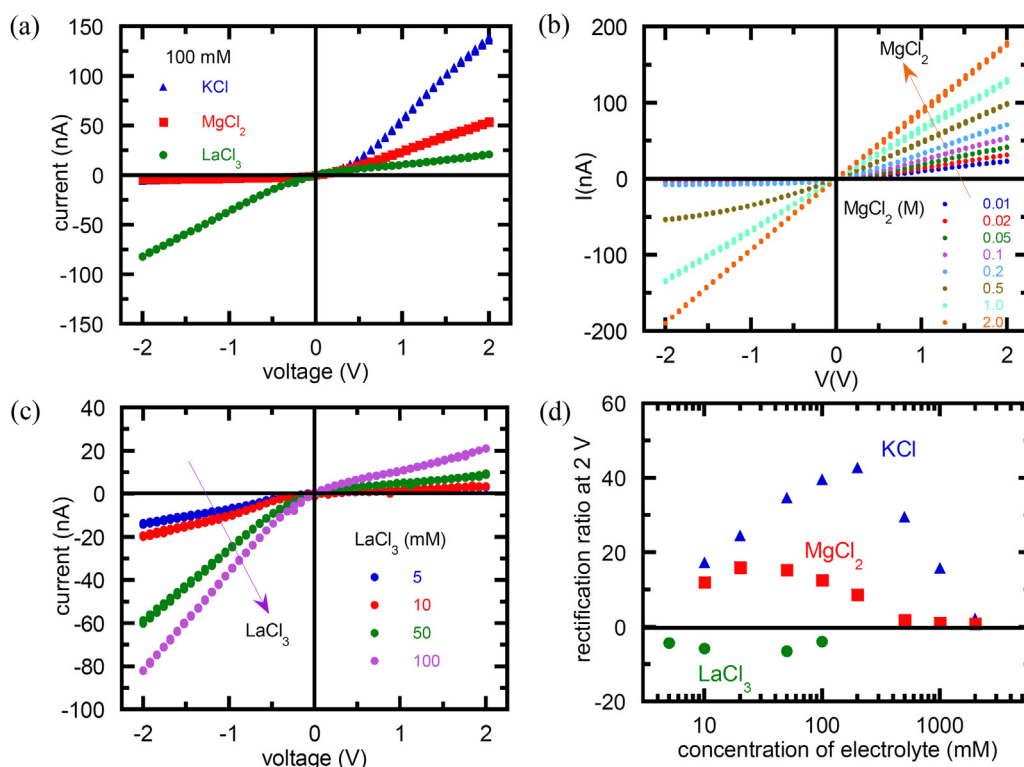 (a)
150
100
50
0
-50
-100
-150
current (nA)
100 mM
KCl
MgCl2
LaCl3
-2
-1
0
1
2
voltage (V)
(b)
200
100
0
-100
-200
I(nA)
MgCl2
MgCl2 (M)
0.01
0.02
0.05
0.1
0.2
0.5
1.0
2.0
-2
-1
0
1
2
V(V)
(c)
40
20
0
-20
-40
-60
-80
-100
current (nA)
LaCl3
LaCl3 (mM)
5
10
50
100
-2
-1
0
1
2
voltage (V)
(d)
60
40
20
0
-20
rectification ratio at 2 V
KCl
MgCl2
LaCl3
10
100
1000
concentration of electrolyte (mM)